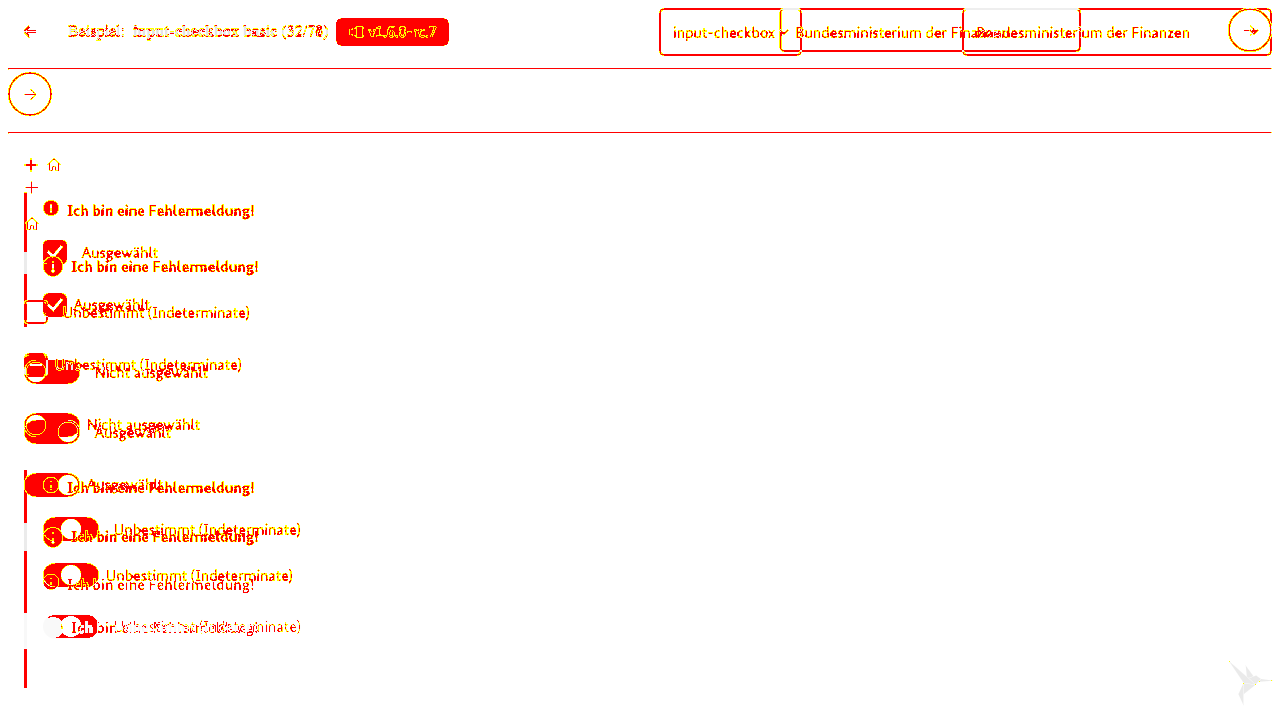 Beispiel: input-checkbox basic (32/78) v1.6.0-rc.7 input-checkbox Bundesministerium der Finanzen Bundesministerium der Finanzen
Ich bin eine Fehlermeldung!
Ausgewählt
Ich bin eine Fehlermeldung!
Ausgewählt
Unbestimmt (Indeterminate)
Unbestimmt (Indeterminate)
Nicht ausgewählt
Nicht ausgewählt
Ausgewählt
Ausgewählt
Ich bin eine Fehlermeldung!
Unbestimmt (Indeterminate)
Ich bin eine Fehlermeldung!
Unbestimmt (Indeterminate)
Ich bin eine Fehlermeldung!
Unbestimmt (Indeterminate)